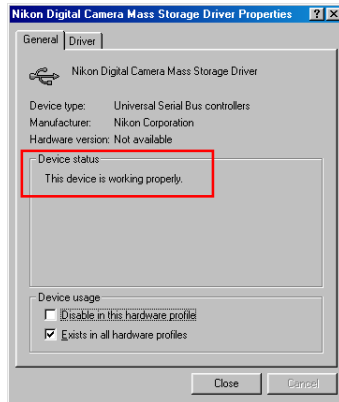 Nikon Digital Camera Mass Storage Driver Properties
General
Driver
Nikon Digital Camera Mass Storage Driver
Device type: Universal Serial Bus controllers
Manufacturer: Nikon Corporation
Hardware version: Not available
Device status
This device is working properly.
Device usage
Disable in this hardware profile
Exists in all hardware profiles
Close
Cancel